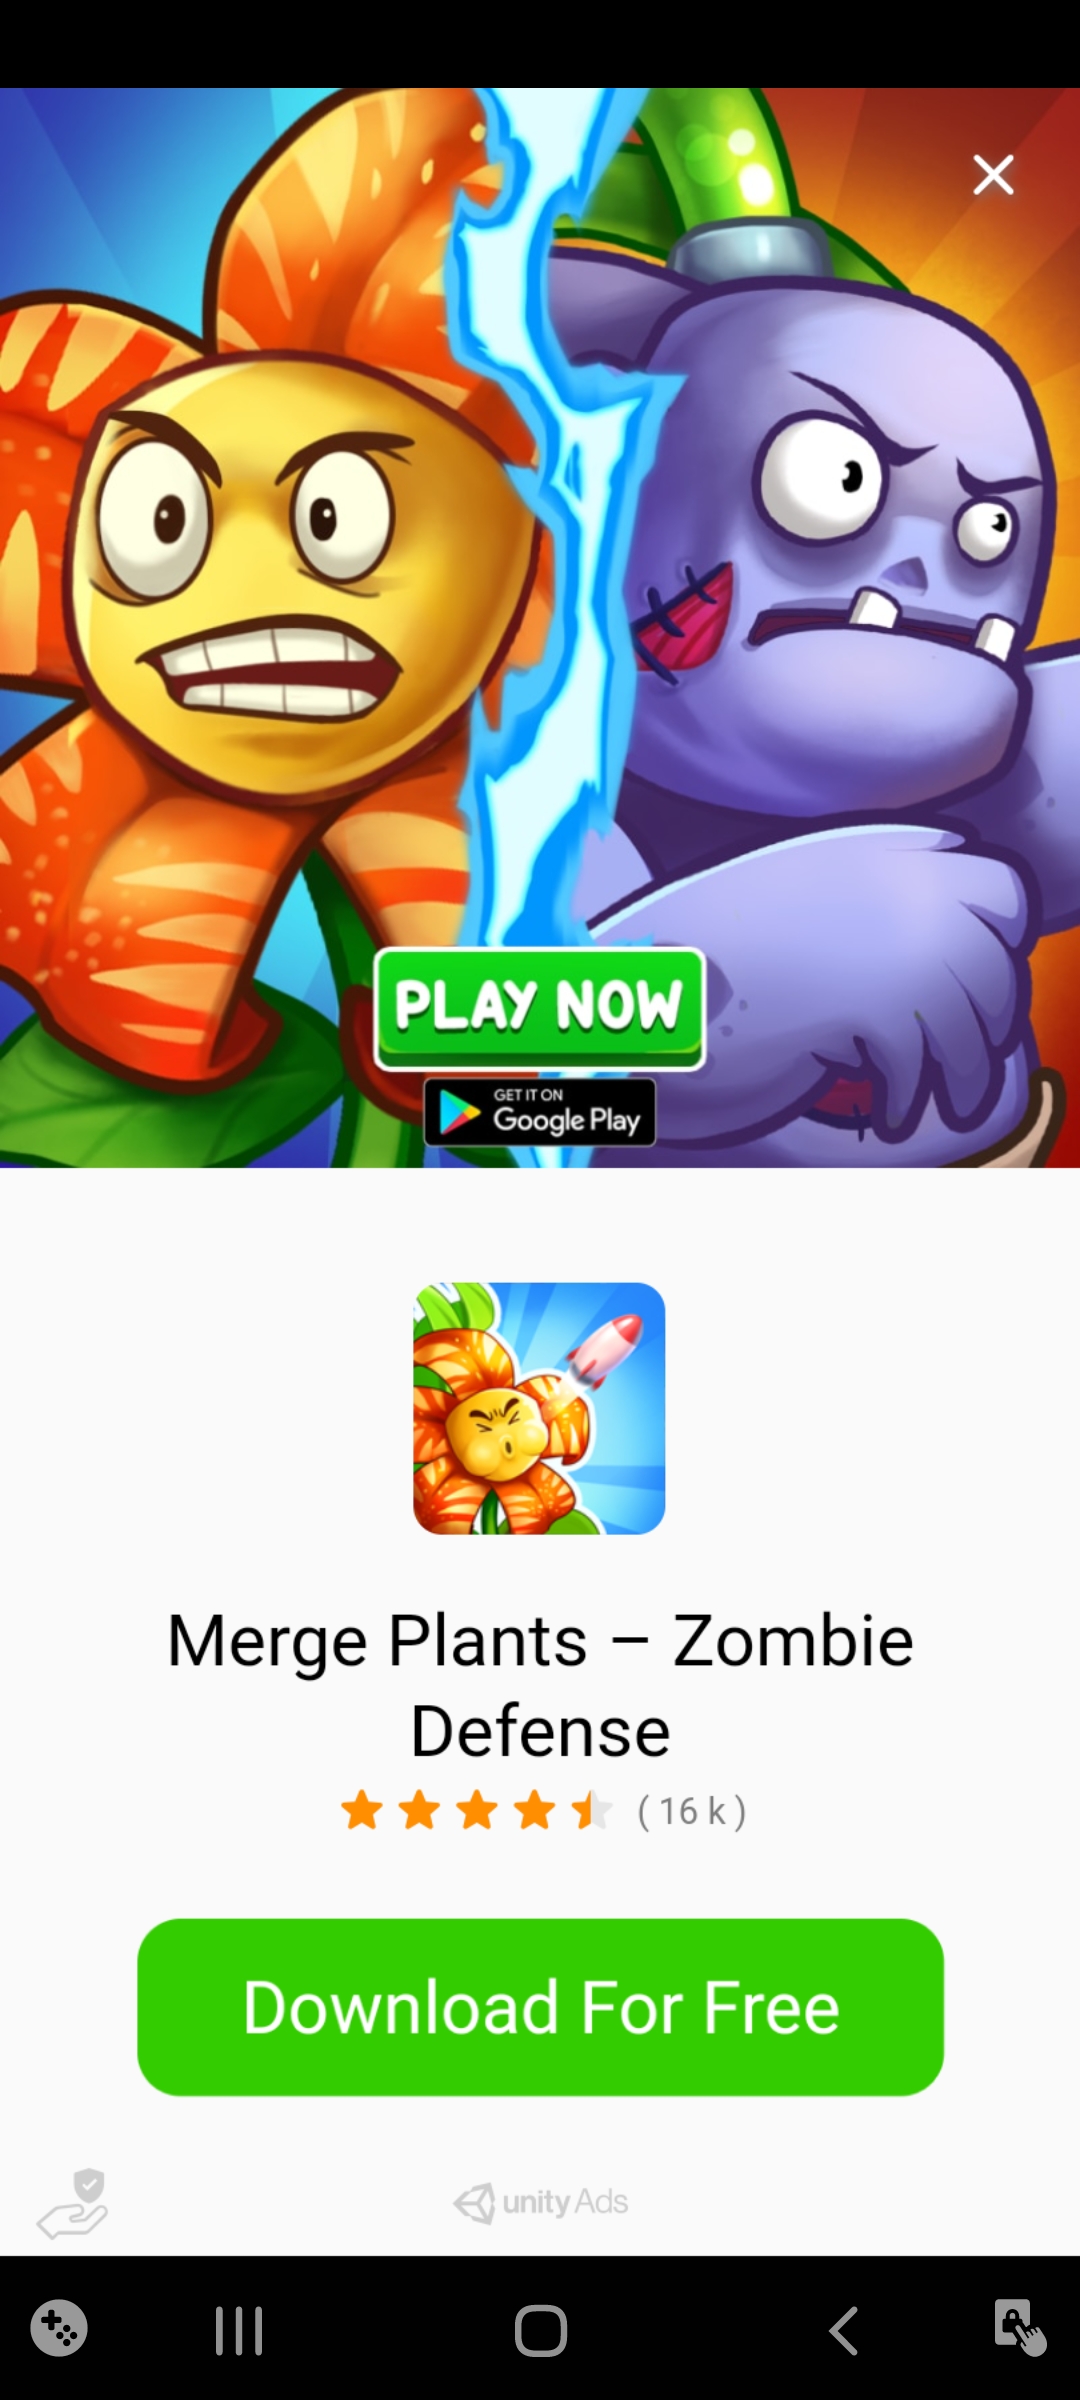 PLAY NOW
GET IT ON
Google Play
Merge Plants – Zombie
Defense
( 16 k )
Download For Free
unity Ads